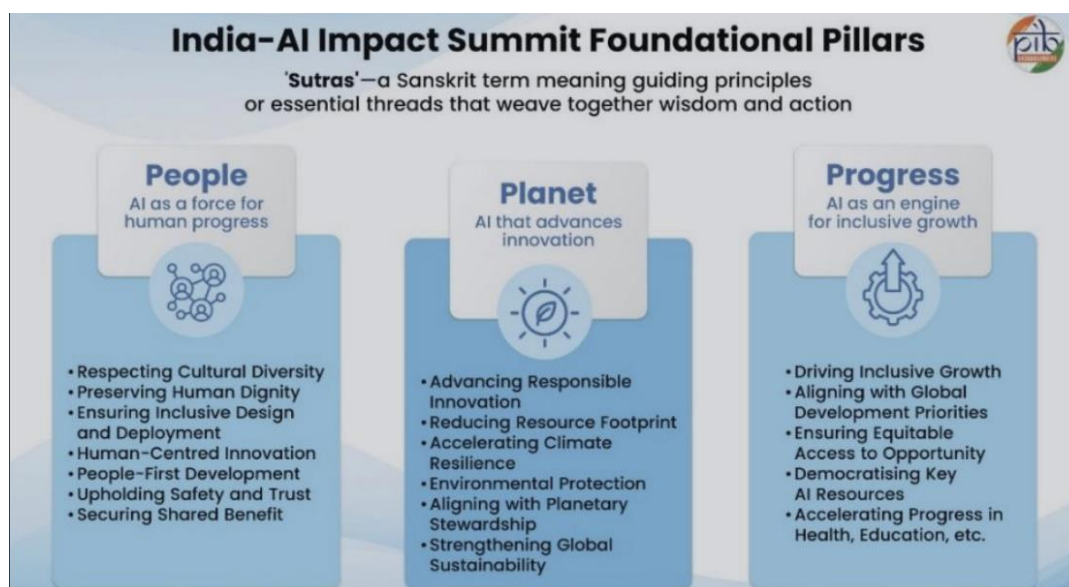 India-AI Impact Summit Foundational Pillars
pib
'Sutras'—a Sanskrit term meaning guiding principles
or essential threads that weave together wisdom and action
People
AI as a force for
human progress
• Respecting Cultural Diversity
• Preserving Human Dignity
• Ensuring Inclusive Design
and Deployment
• Human-Centred Innovation
• People-First Development
• Upholding Safety and Trust
• Securing Shared Benefit
Planet
AI that advances
innovation
• Advancing Responsible
Innovation
• Reducing Resource Footprint
• Accelerating Climate
Resilience
• Environmental Protection
• Aligning with Planetary
Stewardship
• Strengthening Global
Sustainability
Progress
AI as an engine
for inclusive growth
• Driving Inclusive Growth
• Aligning with Global
Development Priorities
• Ensuring Equitable
Access to Opportunity
• Democratising Key
AI Resources
• Accelerating Progress in
Health, Education, etc.